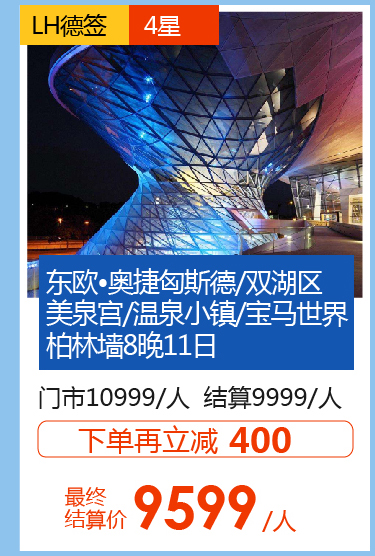 LH德签 4星
东欧•奥捷匈斯德/双湖区
美泉宫/温泉小镇/宝马世界
柏林墙8晚11日
门市10999/人 结算9999/人
下单再立减 400
最终
结算价 9599 /人